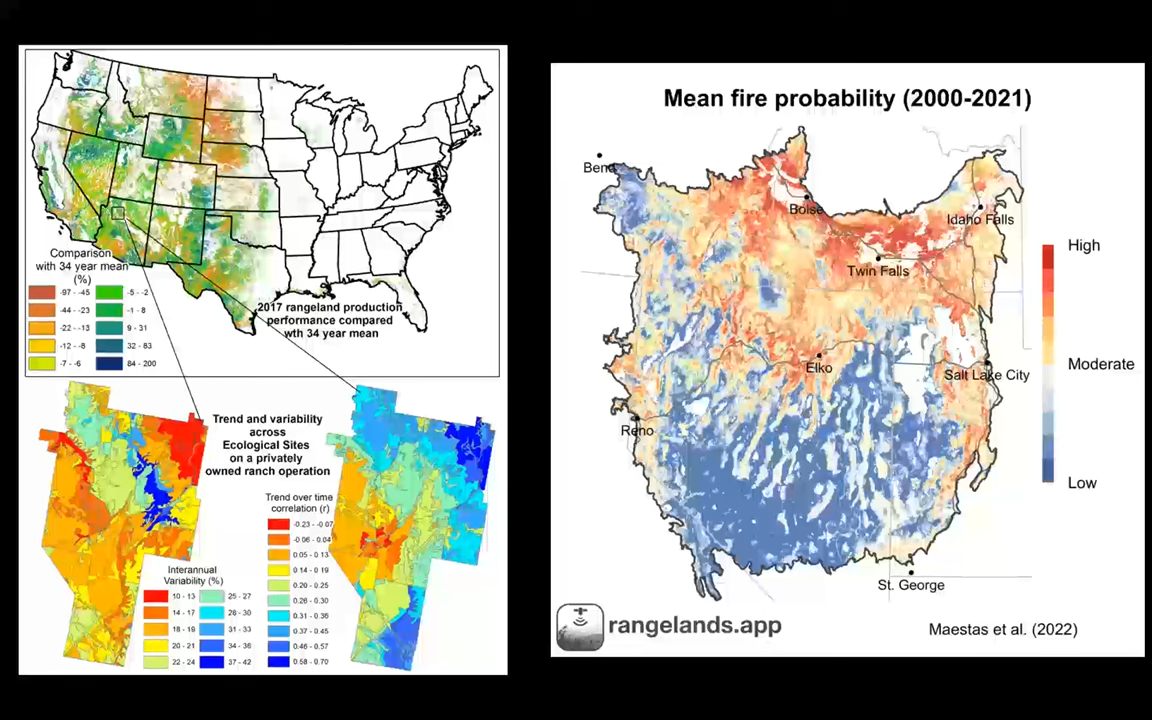 Comparison
with 34 year mean
(%)
-97 - -45
-44 - -23
-22 - -13
-12 - -8
-7 - -6
-5 - -2
-1 - 8
9 - 31
32 - 83
84 - 200
2017 rangeland production
performance compared
wth 34 year mean
Trend and variability
across
Ecological Sites
on a privately
owned ranch operation
Interannual
Variability (%)
10 - 13
14 - 17
18 - 19
20 - 21
22 - 24
25 - 27
28 - 30
31 - 33
34 - 36
37 - 42
Trend over time
correlation (r)
-0.23 - -0.07
-0.06 - 0.04
0.05 - 0.13
0.14 - 0.19
0.20 - 0.25
0.26 - 0.30
0.31 - 0.36
0.37 - 0.45
0.46 - 0.57
0.58 - 0.70
Mean fire probability (2000-2021)
Bend
Boise
Idaho Falls
Twin Falls
Elko
Salt Lake City
Reno
St. George
High
Moderate
Low
rangelands.app
Maestas et al. (2022)